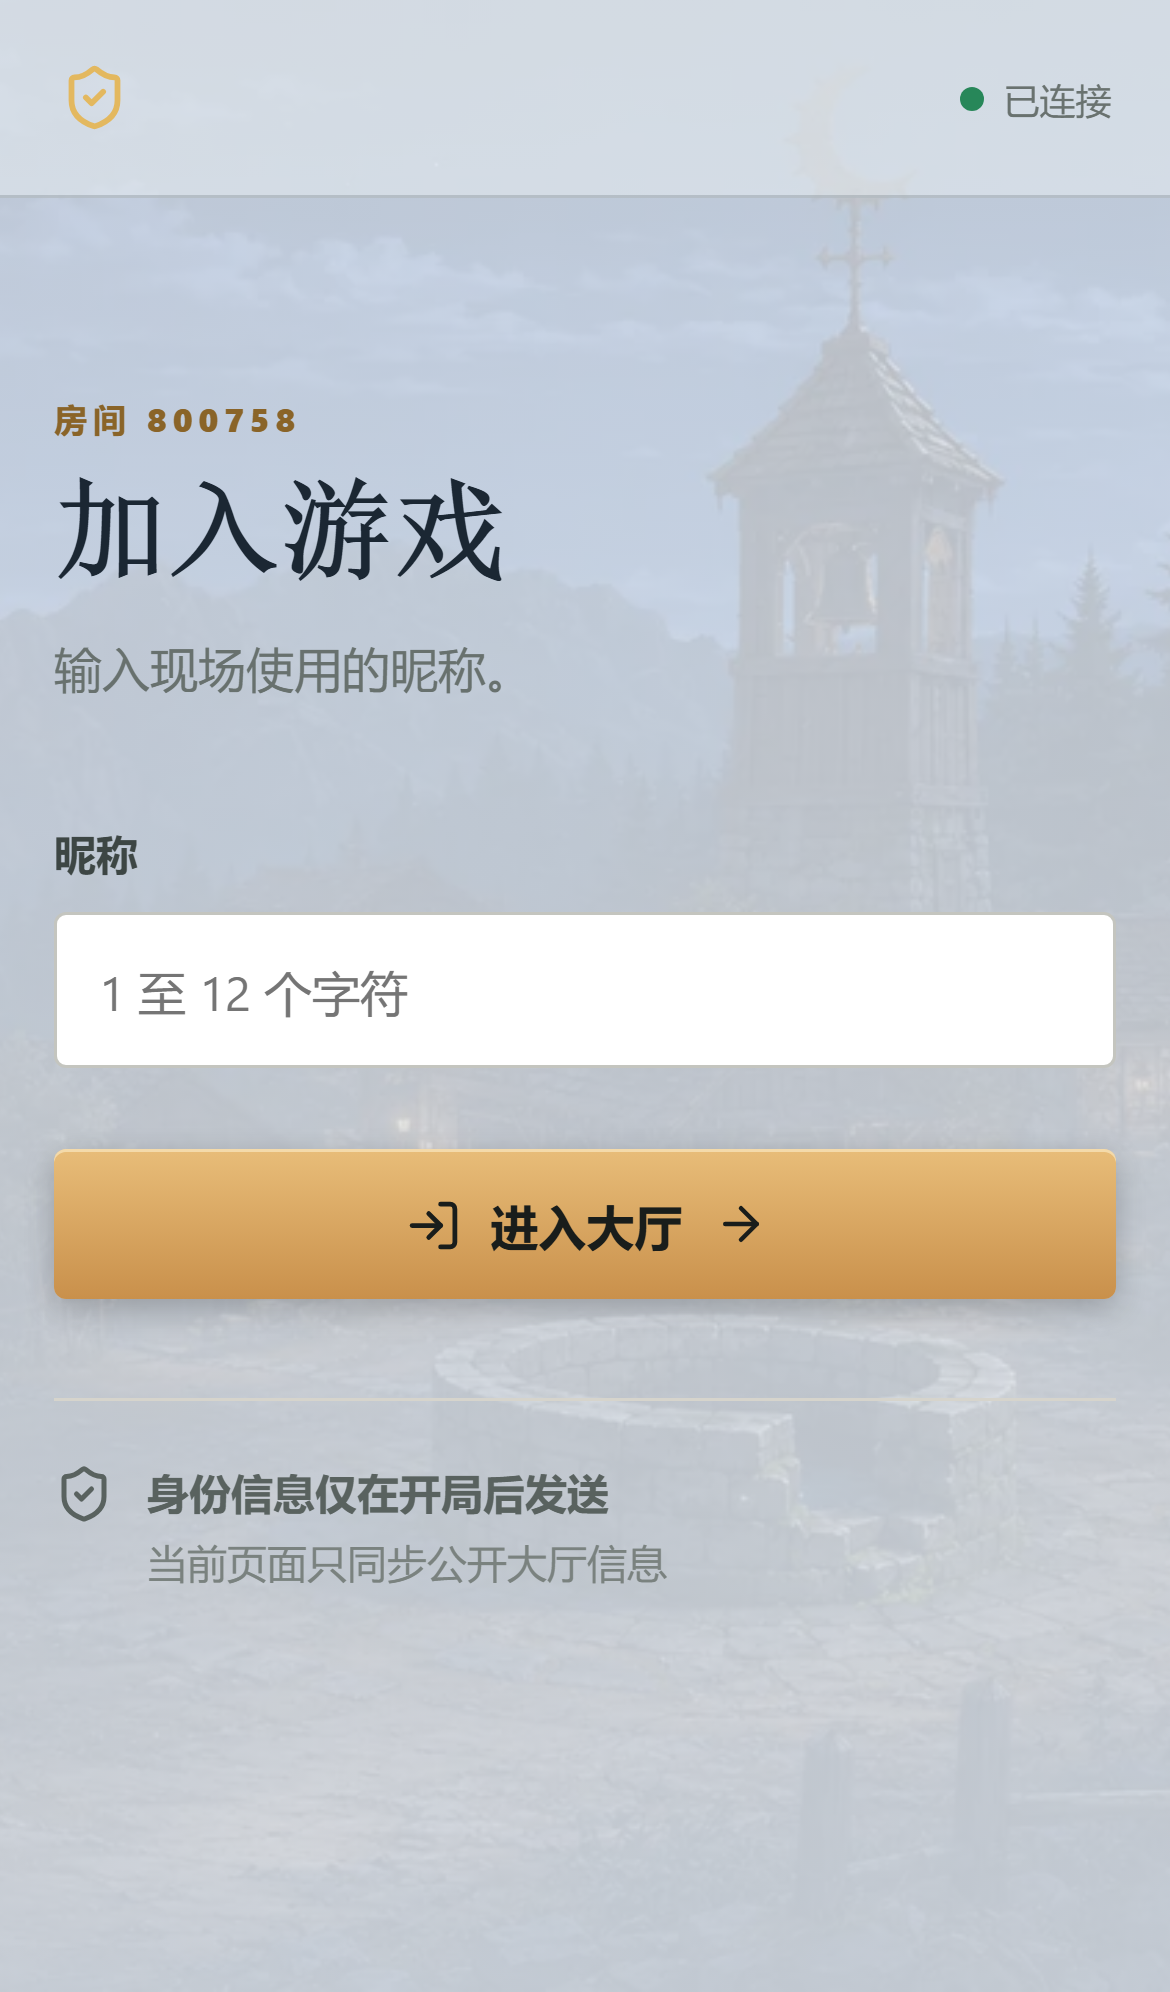 已连接
房间 800758
加入游戏
输入现场使用的昵称。
昵称
1 至 12 个字符
进入大厅
身份信息仅在开局后发送
当前页面只同步公开大厅信息